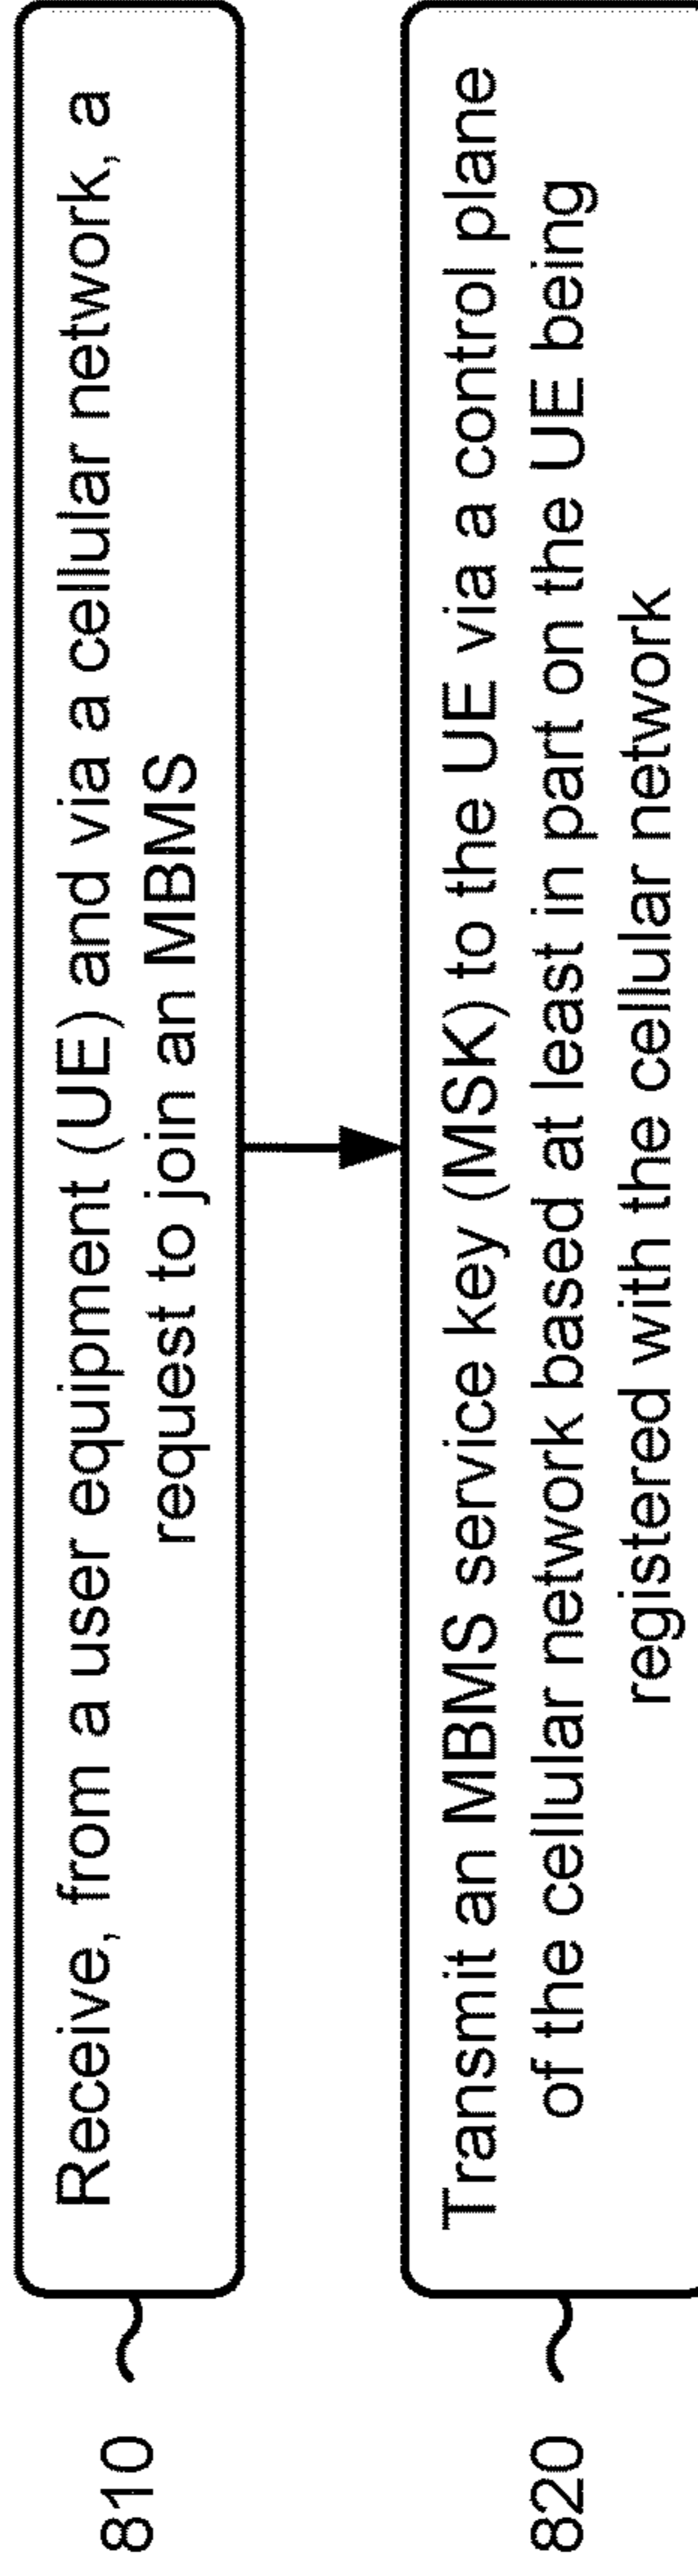 810
Receive, from a user equipment (UE) and via a cellular network, a
request to join an MBMS
820
Transmit an MBMS service key (MSK) to the UE via a control plane
of the cellular network based at least in part on the UE being
registered with the cellular network